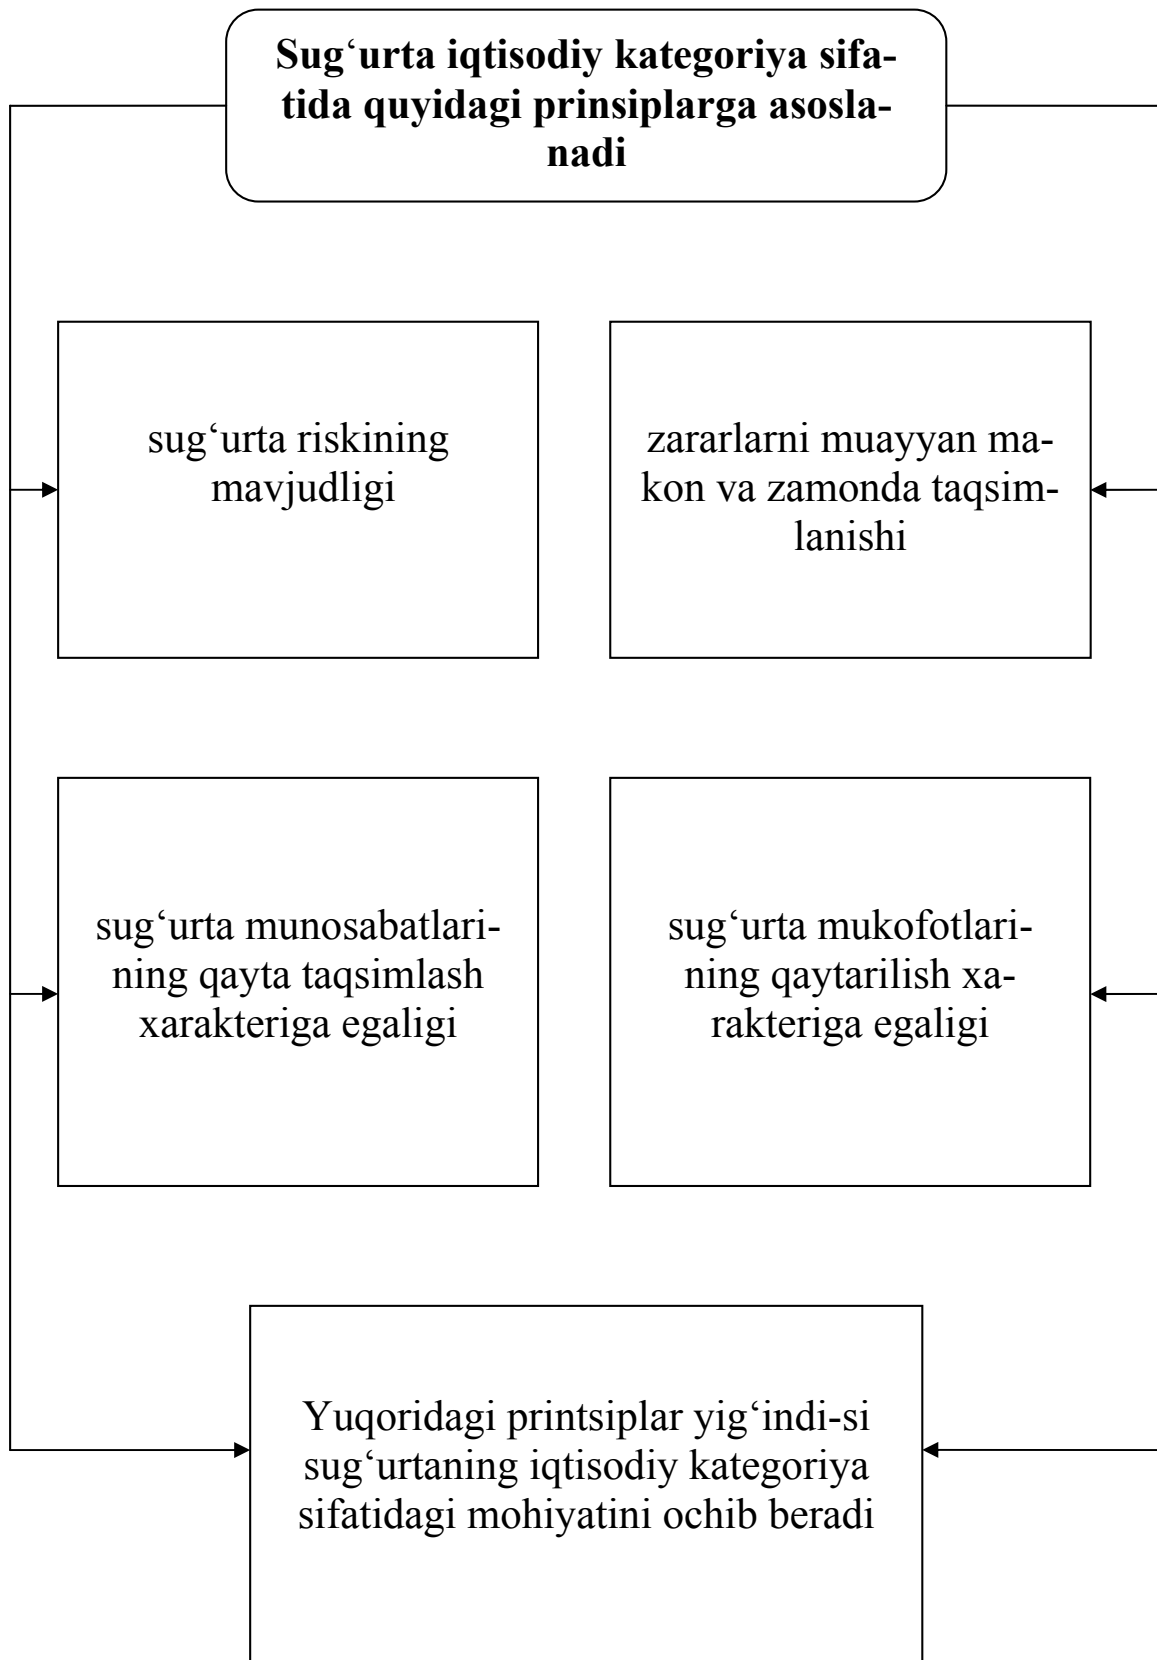 Sug‘urta iqtisodiy kategoriya sifa-
tida quyidagi prinsiplarga asosla-
nadi
sug‘urta riskining
mavjudligi
zararlarni muayyan ma-
kon va zamonda taqsim-
lanishi
sug‘urta munosabatlari-
ning qayta taqsimlash
xarakteriga egaligi
sug‘urta mukofotlari-
ning qaytarilish xa-
rakteriga egaligi
Yuqoridagi printsiplar yig‘indi-si
sug‘urtaning iqtisodiy kategoriya
sifatidagi mohiyatini ochib beradi